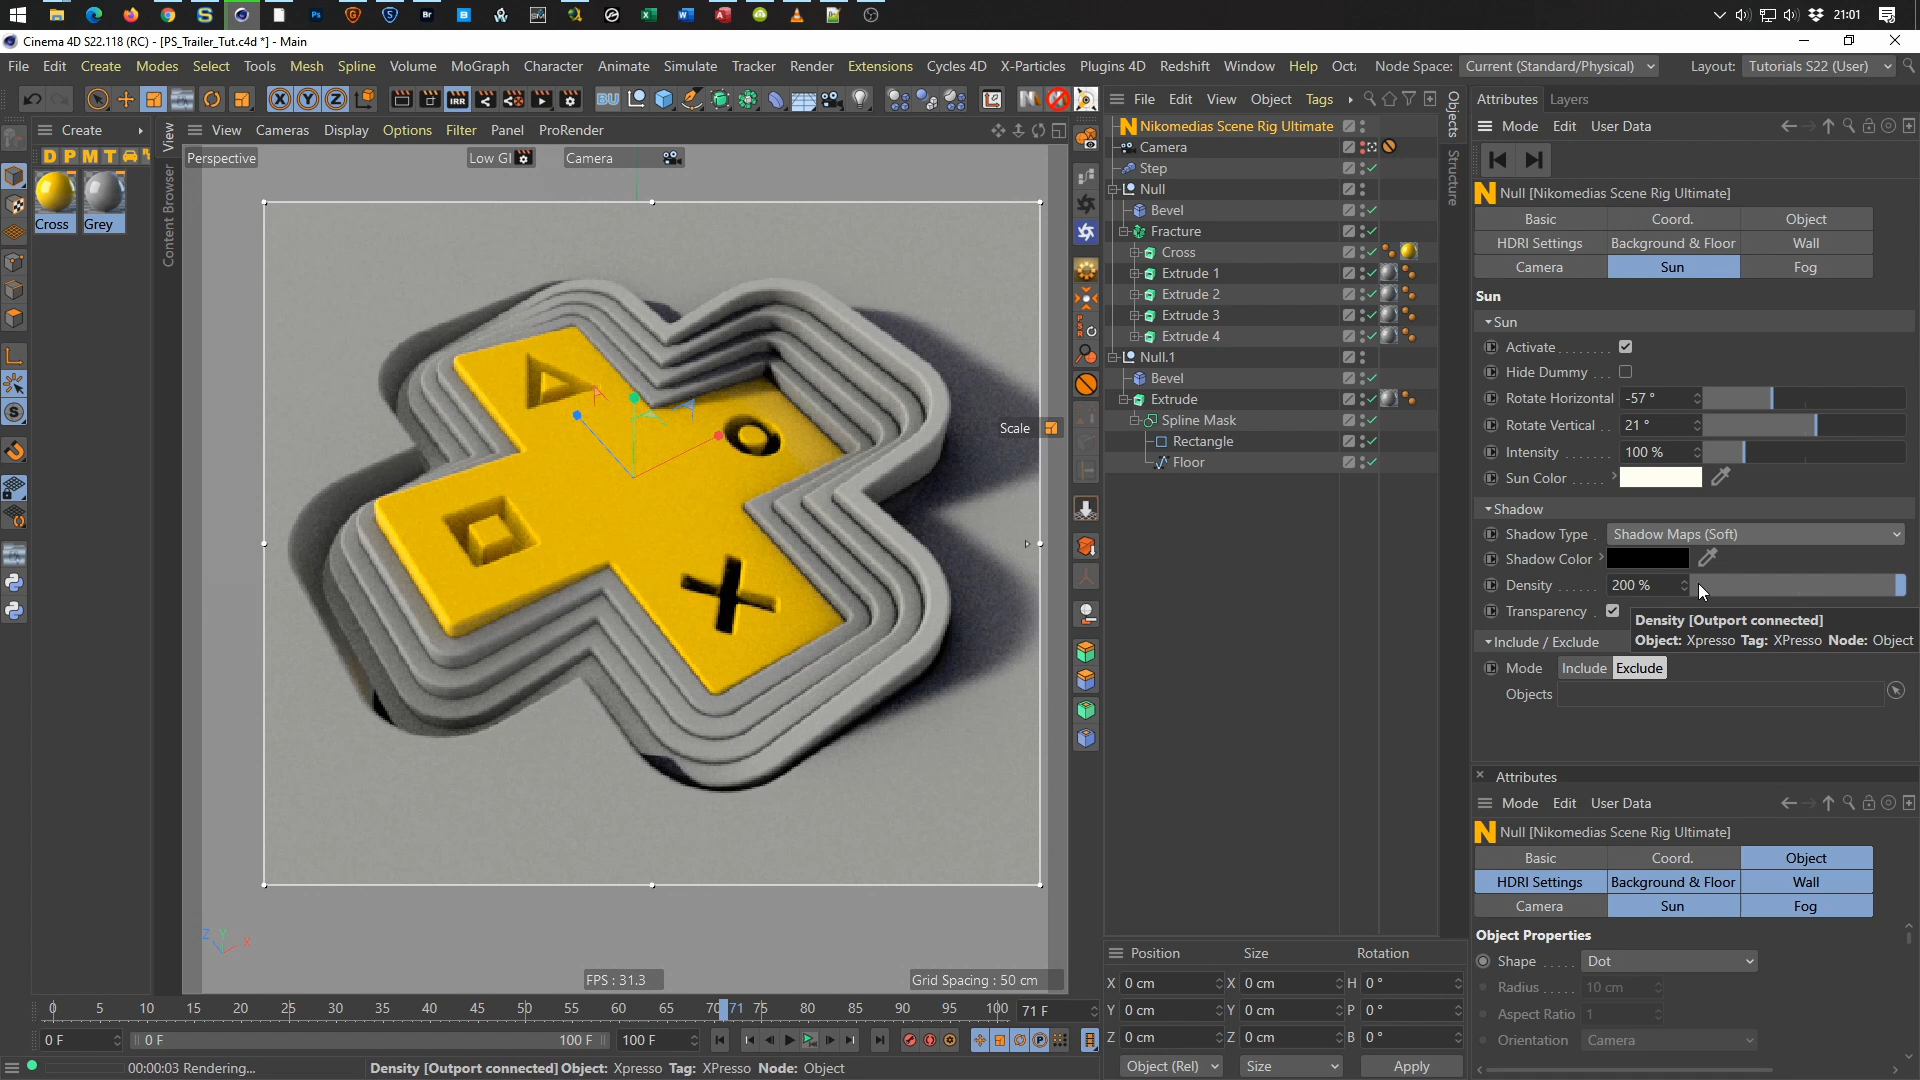 21:01
Cinema 4D S22.118 (RC) - [PS_Trailer_Tut.c4d *] - Main
File Edit Create Modes Select Tools Mesh Spline Volume MoGraph Character Animate Simulate Tracker Render Extensions Cycles 4D X-Particles Plugins 4D Redshift Window Help Octa Node Space: Current (Standard/Physical) Layout: Tutorials S22 (User)
File Edit View Object Tags
Attributes Layers
Create
View Cameras Display Options Filter Panel ProRender
Mode Edit User Data
Perspective Low GI Camera
View
Content Browser
Objects
Structure
Cross Grey
Nikomedias Scene Rig Ultimate
Camera
Step
Null
Bevel
Fracture
Cross
Extrude 1
Extrude 2
Extrude 3
Extrude 4
Null.1
Bevel
Extrude
Spline Mask
Rectangle
Floor
Null [Nikomedias Scene Rig Ultimate]
Basic Coord. Object
HDRI Settings Background & Floor Wall
Camera Sun Fog
Sun
Sun
Activate
Hide Dummy
Rotate Horizontal -57 °
Rotate Vertical 21 °
Intensity 100 %
Sun Color
Shadow
Shadow Type Shadow Maps (Soft)
Shadow Color
Density 200 %
Transparency
Density [Outport connected]
Object: Xpresso Tag: XPresso Node: Object
Include / Exclude
Mode Include Exclude
Objects
Scale
FPS : 31.3
Grid Spacing : 50 cm
Z Y X
Attributes
Mode Edit User Data
Null [Nikomedias Scene Rig Ultimate]
Basic Coord. Object
HDRI Settings Background & Floor Wall
Camera Sun Fog
Object Properties
Shape Dot
Radius 10 cm
Aspect Ratio 1
Orientation Camera
Position Size Rotation
X 0 cm X 0 cm H 0 °
Y 0 cm Y 0 cm P 0 °
Z 0 cm Z 0 cm B 0 °
Object (Rel) Size Apply
0 5 10 15 20 25 30 35 40 45 50 55 60 65 70 71 75 80 85 90 95 100 71 F
0 F 0 F 100 F 100 F
00:00:03 Rendering... Density [Outport connected] Object: Xpresso Tag: XPresso Node: Object